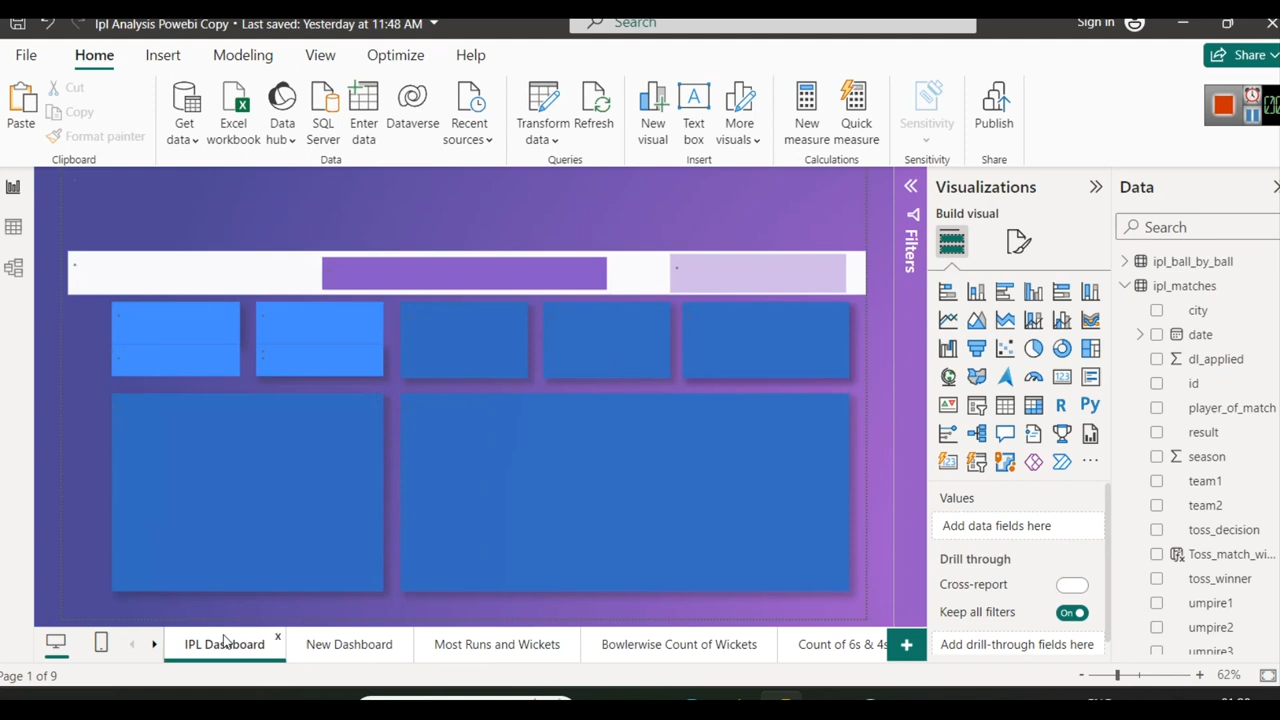 Ipl Analysis Powebi Copy • Last saved: Yesterday at 11:48 AM
Search
Sign in
File Home Insert Modeling View Optimize Help
Share
Paste
Cut
Copy
Format painter
Clipboard
Get data
Excel workbook
Data hub
SQL Server
Enter data
Dataverse
Recent sources
Data
Transform data
Refresh
Queries
New visual
Text box
More visuals
Insert
New measure
Quick measure
Calculations
Sensitivity
Sensitivity
Publish
Share
Filters
Visualizations
Build visual
R
Py
123
Values
Add data fields here
Drill through
Cross-report
Keep all filters
On
Add drill-through fields here
Data
Search
ipl_ball_by_ball
ipl_matches
city
date
dl_applied
id
player_of_match
result
season
team1
team2
toss_decision
Toss_match_wi...
toss_winner
umpire1
umpire2
umpire3
IPL Dashboard
New Dashboard
Most Runs and Wickets
Bowlerwise Count of Wickets
Count of 6s & 4s
Page 1 of 9
62%